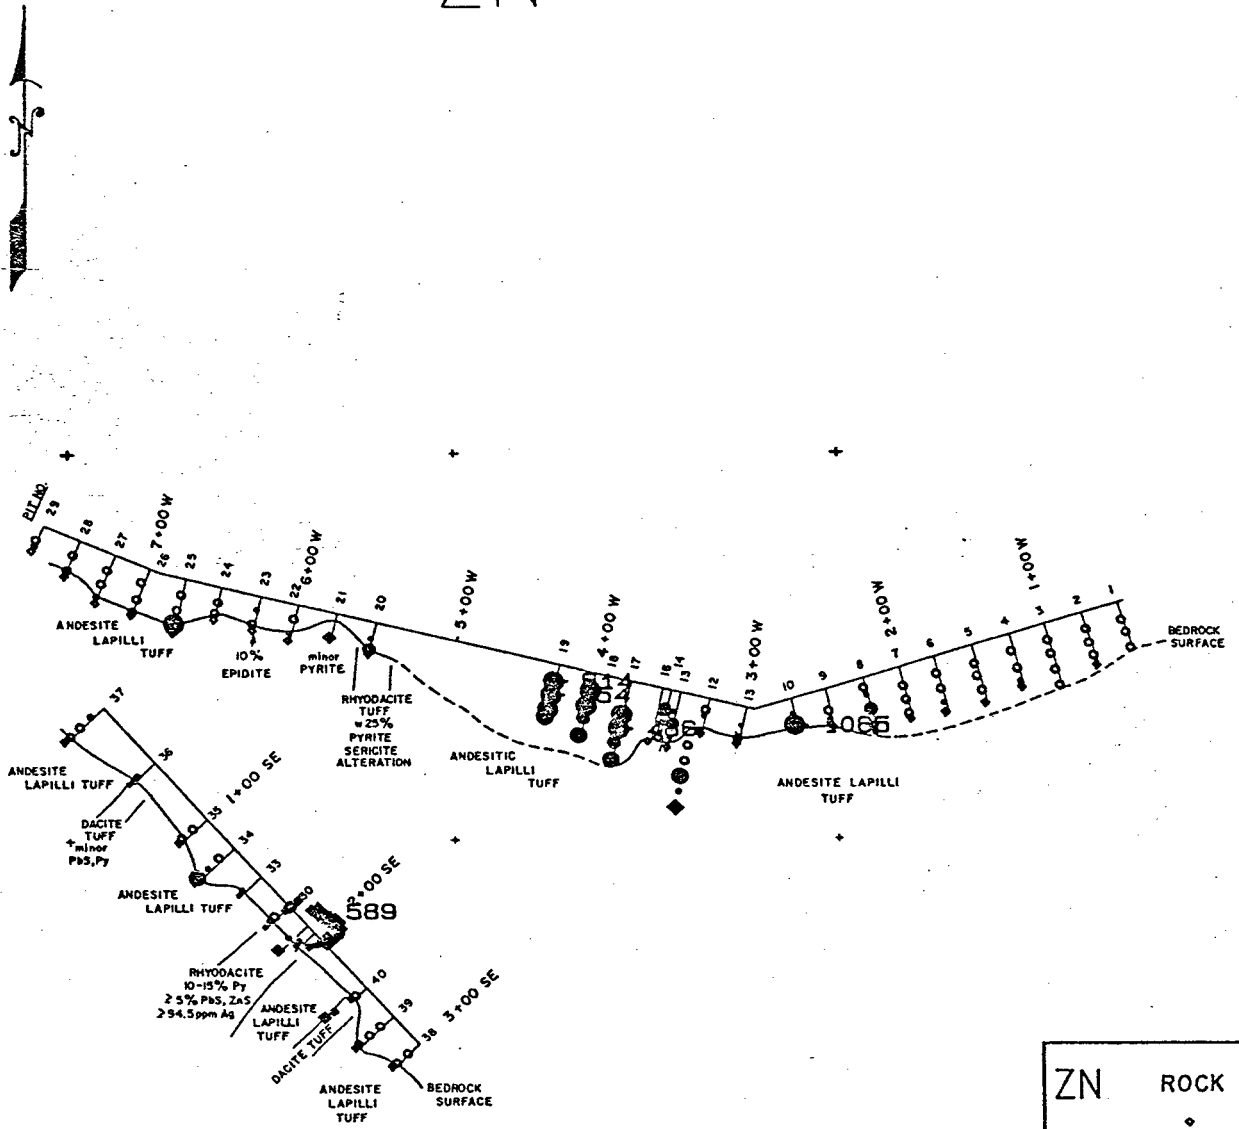 ZN
N
PIT NO.
29
28
27
7+00 W
26
25
24
23
22
6+00 W
21
20
5+00 W
19
4+00 W
18
17
16
14
13
12
13
3+00 W
10
9
8
2+00 W
7
6
5
4
1+00W
3
2
1
BEDROCK
SURFACE
ANDESITE
LAPILLI
TUFF
10%
EPIDITE
minor
PYRITE
RHYODACITE
TUFF
w 25%
PYRITE
SERICITE
ALTERATION
ANDESITIC
LAPILLI
TUFF
1066
ANDESITE LAPILLI
TUFF
37
36
35
1+00 SE
34
33
30
2+00 SE
589
40
39
38
3+00 SE
ANDESITE
LAPILLI TUFF
DACITE
TUFF
minor
PbS,Py
ANDESITE
LAPILLI TUFF
RHYODACITE
10-15% Py
2 5% PbS, ZnS
294.5ppm Ag
ANDESITE
LAPILLI
TUFF
DACITE TUFF
ANDESITE
LAPILLI
TUFF
BEDROCK
SURFACE
ZN ROCK